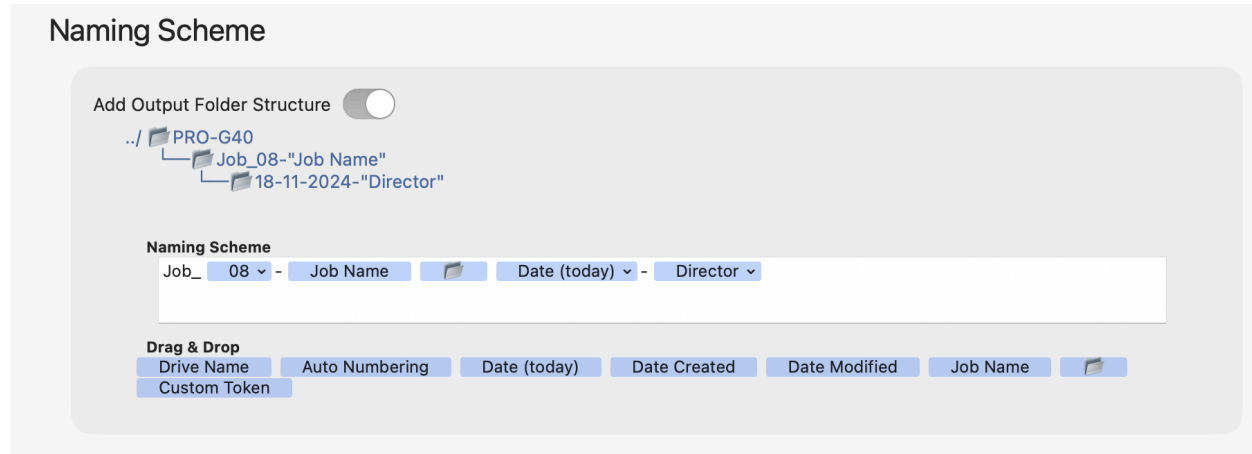 Naming Scheme
Add Output Folder Structure
../ PRO-G40
Job_08-"Job Name"
18-11-2024-"Director"
Naming Scheme
Job_ 08 - Job Name Date (today) - Director
Drag & Drop
Drive Name Auto Numbering Date (today) Date Created Date Modified Job Name
Custom Token